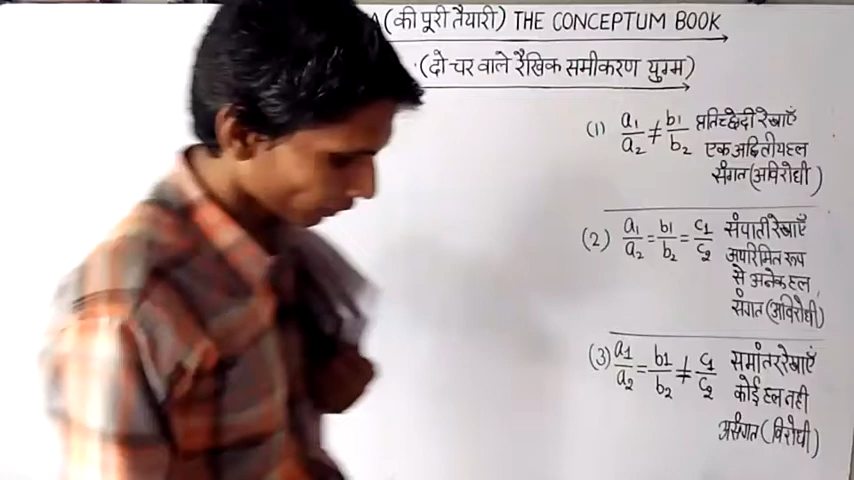 A (की पूरी तैयारी) THE CONCEPTUM BOOK
(दो चर वाले रैखिक समीकरण युग्म)
(1) a1/a2 ≠ b1/b2 प्रतिच्छेदी रेखाएँ
एक अद्वितीय हल
संगत (अविरोधी)
(2) a1/a2 = b1/b2 = c1/c2 संपाती रेखाएँ
अपरिमित रूप
से अनेक हल,
संगत (अविरोधी)
(3) a1/a2 = b1/b2 ≠ c1/c2 समांतर रेखाएँ
कोई हल नही
असंगत (विरोधी)